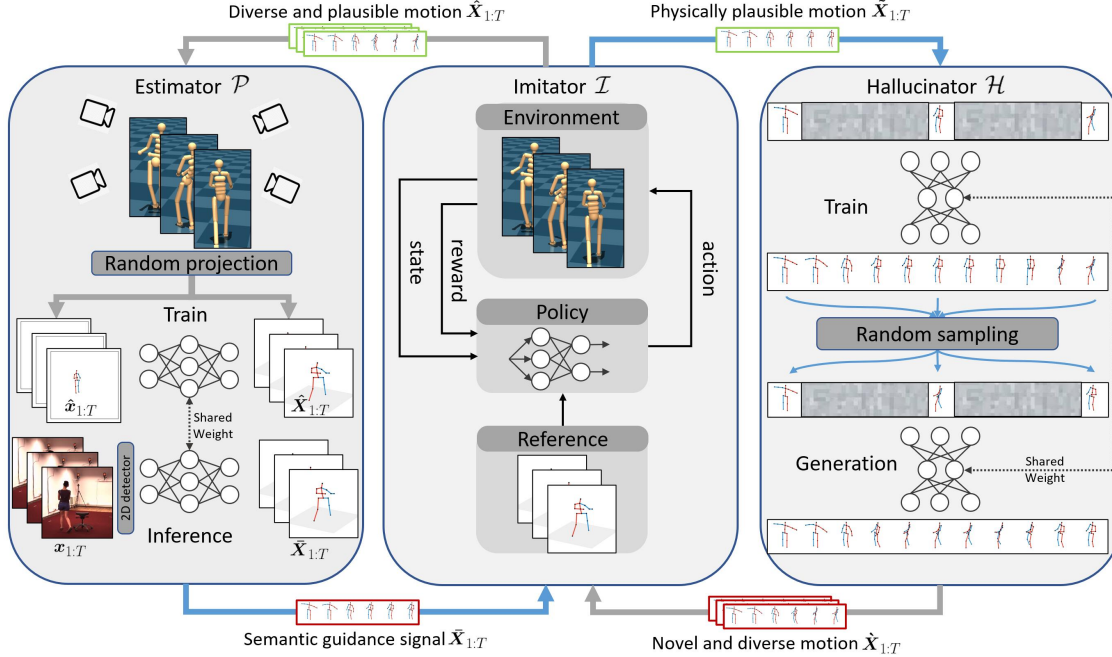 Diverse and plausible motion X̂1:T
Physically plausible motion X̃1:T
Estimator P
Random projection
Train
x̂1:T
X̂1:T
Shared
Weight
2D detector
Inference
x1:T
X̄1:T
Imitator I
Environment
state
reward
action
Policy
Reference
Hallucinator H
Train
Random sampling
Generation
Shared
Weight
Semantic guidance signal X̄1:T
Novel and diverse motion Ẋ1:T